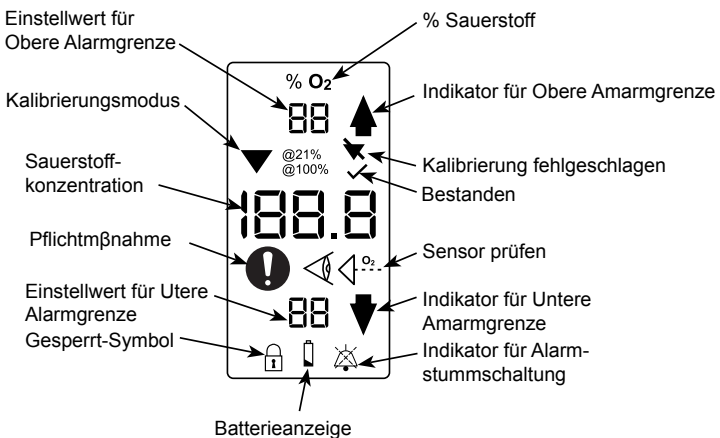 Einstellwert für
Obere Alarmgrenze
% Sauerstoff
% O₂
Kalibrierungsmodus
88
Indikator für Obere Amarmgrenze
@21%
@100%
Kalibrierung fehlgeschlagen
Sauerstoff-
konzentration
Bestanden
188.8
Pflichtmβnahme
!
O₂
Sensor prüfen
Einstellwert für Utere
Alarmgrenze
88
Indikator für Untere
Amarmgrenze
Gesperrt-Symbol
Indikator für Alarm-
stummschaltung
Batterieanzeige